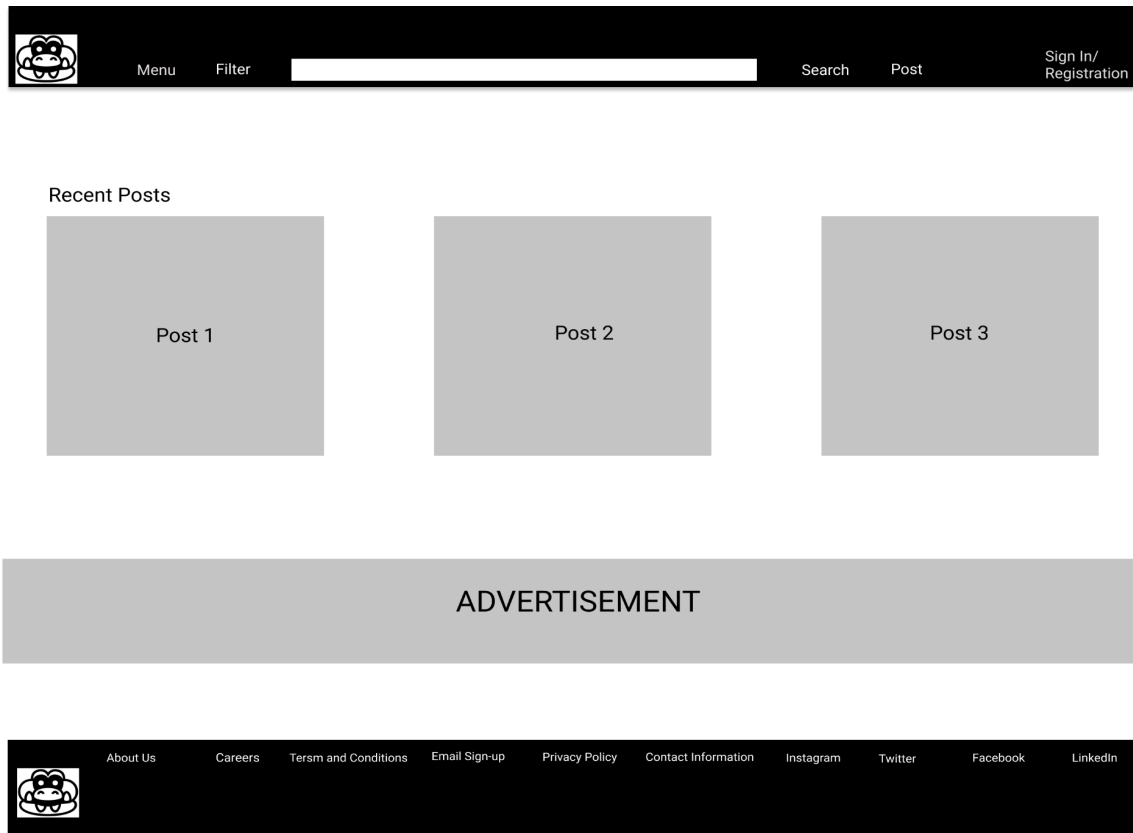 Menu Filter Search Post Sign In/
Registration
Recent Posts
Post 1 Post 2 Post 3
ADVERTISEMENT
About Us Careers Tersm and Conditions Email Sign-up Privacy Policy Contact Information Instagram Twitter Facebook LinkedIn